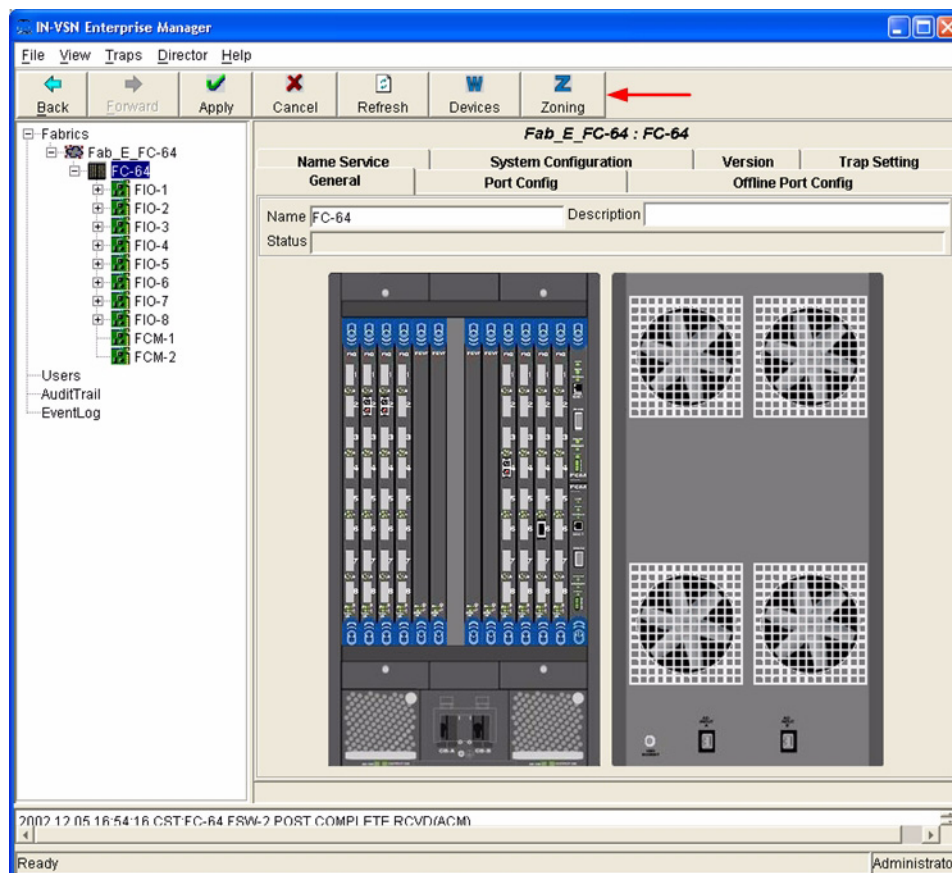 IN-VSN Enterprise Manager
File View Traps Director Help
Back Forward Apply Cancel Refresh Devices Zoning
Fabrics
Fab_E_FC-64
FC-64
FIO-1
FIO-2
FIO-3
FIO-4
FIO-5
FIO-6
FIO-7
FIO-8
FCM-1
FCM-2
Users
AuditTrail
EventLog
Fab_E_FC-64 : FC-64
Name Service System Configuration Version Trap Setting
General Port Config Offline Port Config
Name FC-64 Description
Status
2002.12.05 16:54:16 CST:FC-64 FSW-2 POST COMPLETE RCVD(ACM)
Ready Administrato